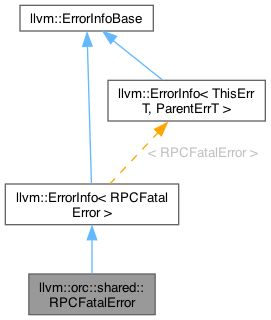 llvm::ErrorInfoBase
llvm::ErrorInfo< ThisErr
T, ParentErrT >
< RPCFatalError >
llvm::ErrorInfo< RPCFatal
Error >
llvm::orc::shared::
RPCFatalError